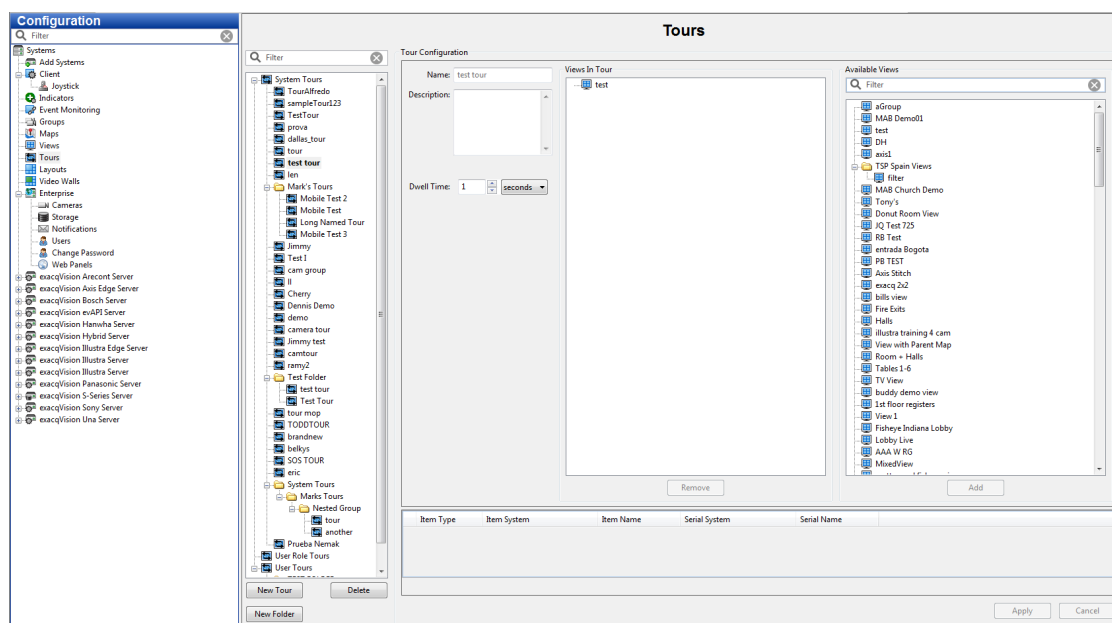 Configuration
Filter
Systems
Add Systems
Client
Joystick
Indicators
Event Monitoring
Groups
Maps
Views
Tours
Layouts
Video Walls
Enterprise
Cameras
Storage
Notifications
Users
Change Password
Web Panels
exacqVision Arecont Server
exacqVision Axis Edge Server
exacqVision Bosch Server
exacqVision evAPI Server
exacqVision Hanwha Server
exacqVision Hybrid Server
exacqVision Illustra Edge Server
exacqVision Illustra Server
exacqVision Illustra Server
exacqVision Panasonic Server
exacqVision S-Series Server
exacqVision Sony Server
exacqVision Una Server
Tours
Filter
System Tours
TourAlfredo
sampleTour123
TestTour
prova
dallas_tour
tour
test tour
len
Mark's Tours
Mobile Test 2
Mobile Test
Long Named Tour
Mobile Test 3
Jimmy
Test I
cam group
II
Cherry
Dennis Demo
demo
camera tour
Jimmy test
camtour
ramy2
Test Folder
test tour
Test Tour
tour mop
TODDTOUR
brandnew
belkys
SOS TOUR
eric
System Tours
Marks Tours
Nested Group
tour
another
Prueba Nemak
User Role Tours
User Tours
New Tour
Delete
New Folder
Tour Configuration
Name: test tour
Description:
Dwell Time: 1 seconds
Views In Tour
test
Remove
Available Views
Filter
aGroup
MAB Demo01
test
DH
axis1
TSP Spain Views
filter
MAB Church Demo
Tony's
Donut Room View
JQ Test 725
RB Test
entrada Bogota
PB TEST
Axis Stitch
exacq 2x2
bills view
Fire Exits
Halls
illustra training 4 cam
View with Parent Map
Room + Halls
Tables 1-6
TV View
buddy demo view
1st floor registers
View 1
Fisheye Indiana Lobby
Lobby Live
AAA W RG
MixedView
Add
Item Type Item System Item Name Serial System Serial Name
Apply Cancel